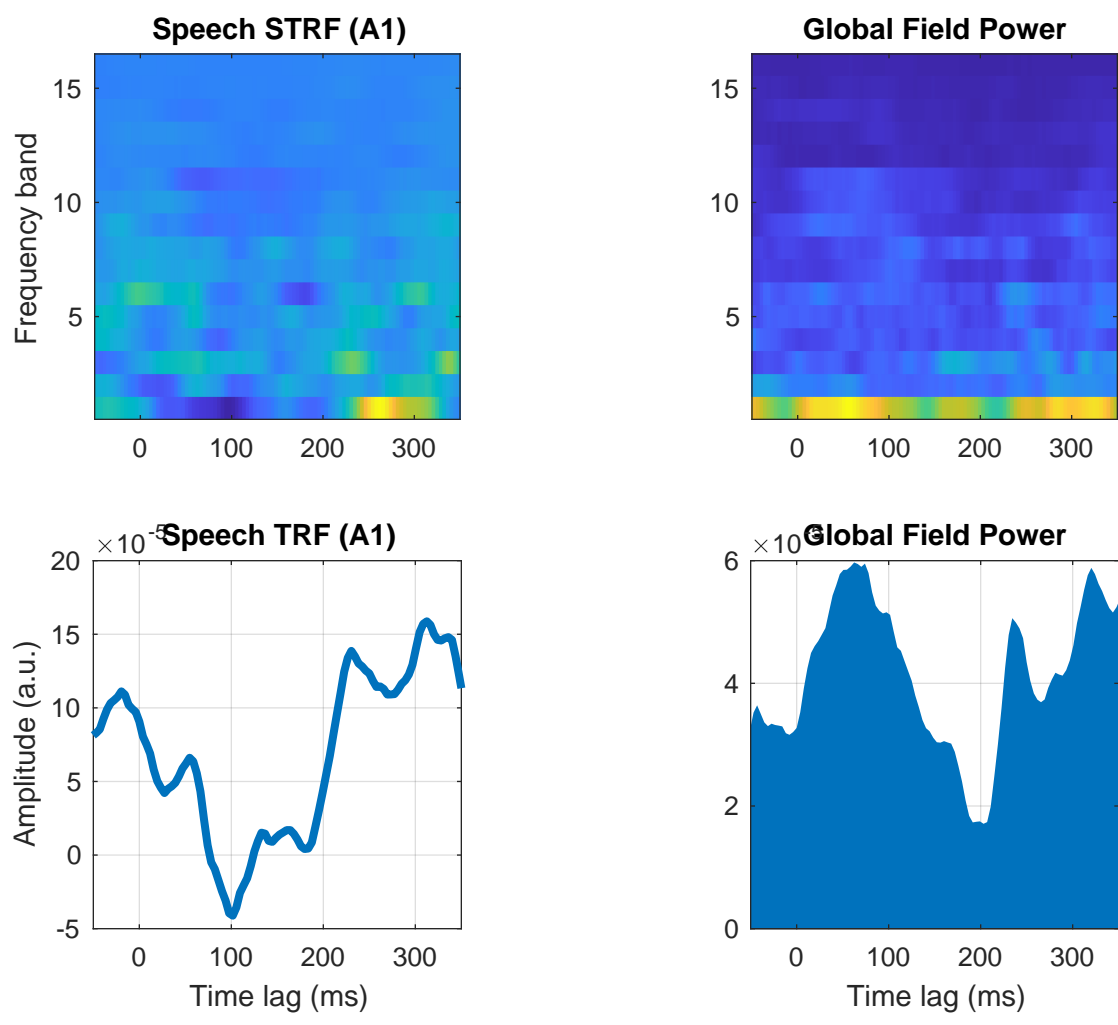 Speech STRF (A1)
Frequency band
15
10
5
0 100 200 300
Global Field Power
15
10
5
0 100 200 300
Speech TRF (A1)
×10-5
Amplitude (a.u.)
20
15
10
5
0
-5
0 100 200 300
Time lag (ms)
Global Field Power
×10-5
6
4
2
0
0 100 200 300
Time lag (ms)